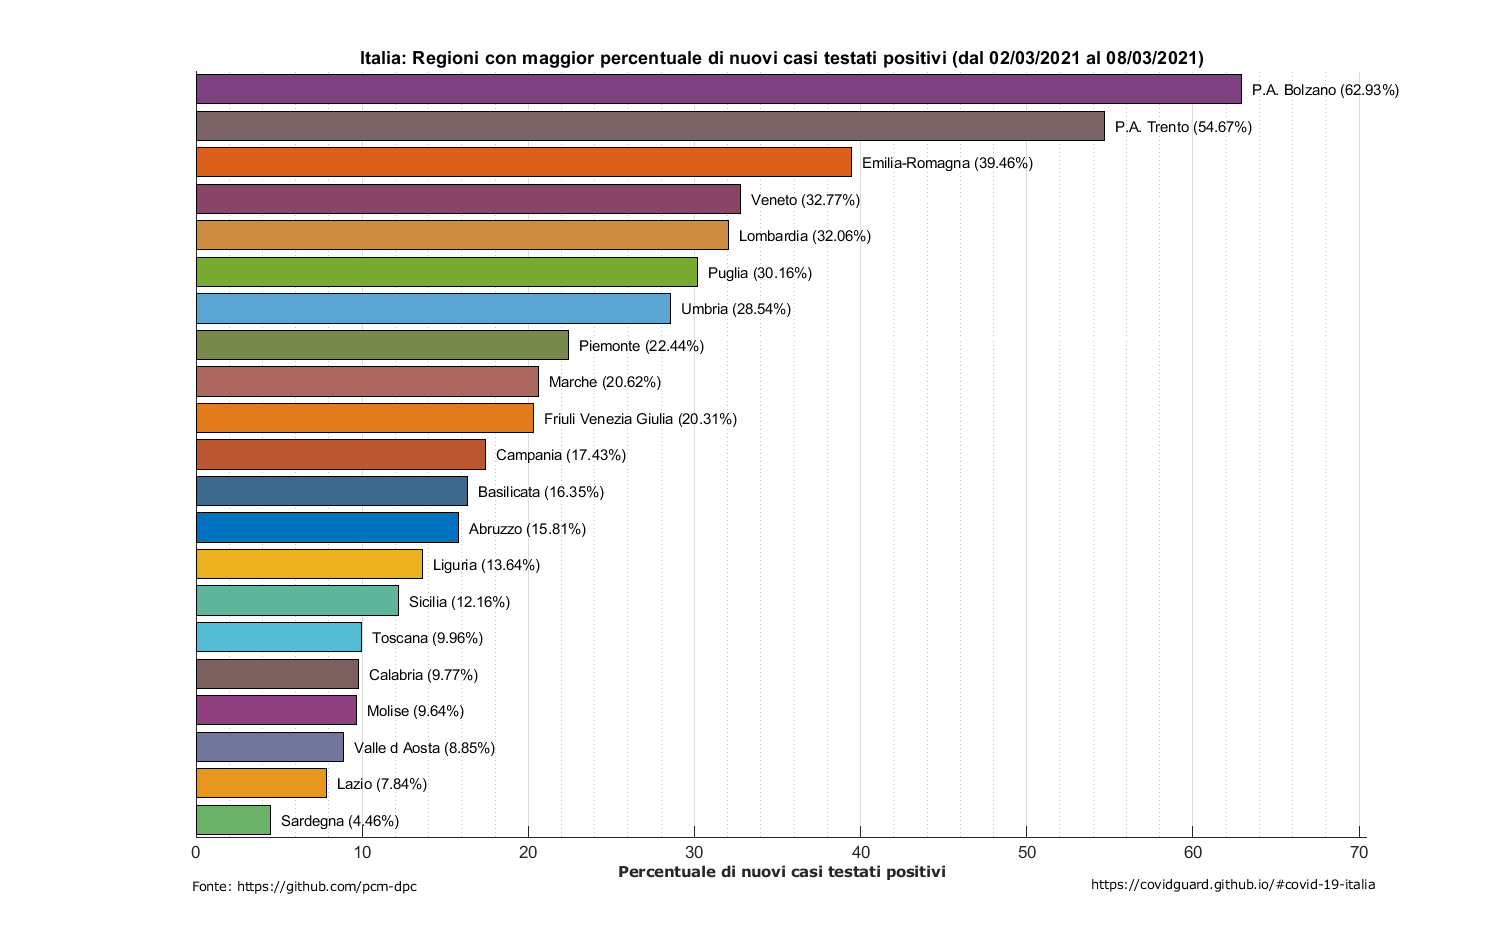 Italia: Regioni con maggior percentuale di nuovi casi testati positivi (dal 02/03/2021 al 08/03/2021)
P.A. Bolzano (62.93%)
P.A. Trento (54.67%)
Emilia-Romagna (39.46%)
Veneto (32.77%)
Lombardia (32.06%)
Puglia (30.16%)
Umbria (28.54%)
Piemonte (22.44%)
Marche (20.62%)
Friuli Venezia Giulia (20.31%)
Campania (17.43%)
Basilicata (16.35%)
Abruzzo (15.81%)
Liguria (13.64%)
Sicilia (12.16%)
Toscana (9.96%)
Calabria (9.77%)
Molise (9.64%)
Valle d Aosta (8.85%)
Lazio (7.84%)
Sardegna (4.46%)
0 10 20 30 40 50 60 70
Percentuale di nuovi casi testati positivi
Fonte: https://github.com/pcm-dpc
https://covidguard.github.io/#covid-19-italia